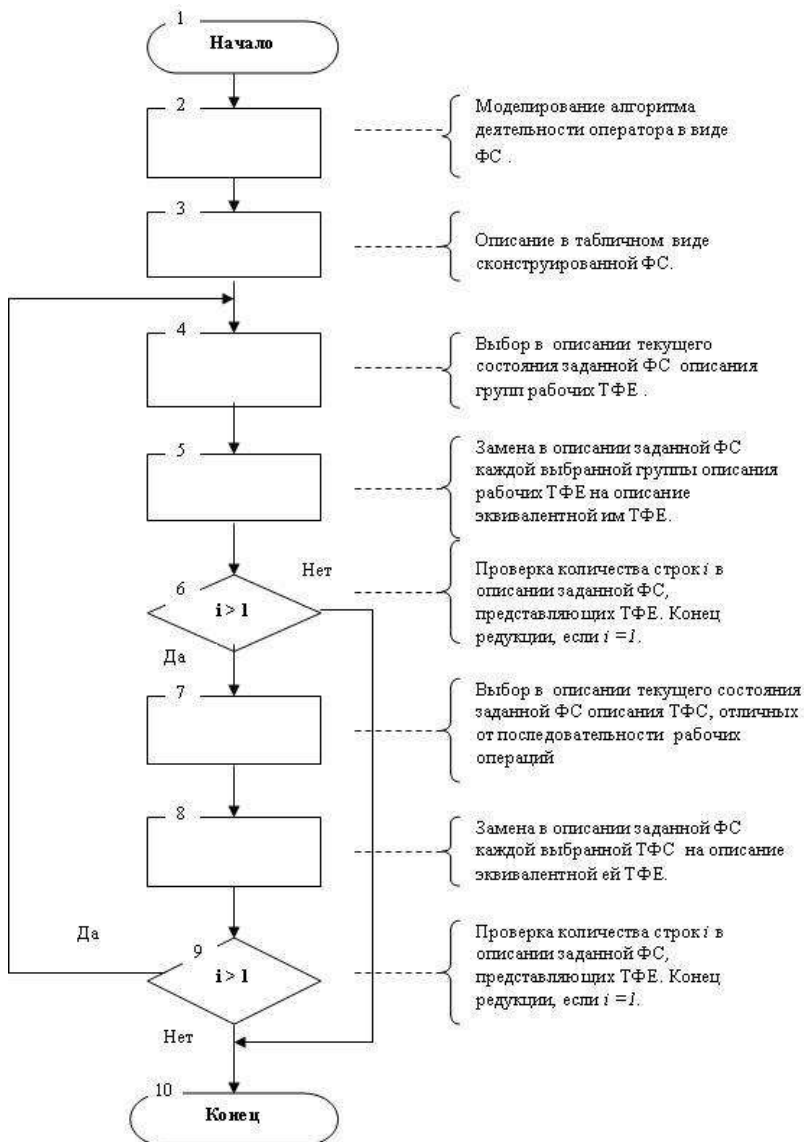 1
Начало
2
Моделирование алгоритма
деятельности оператора в виде
ФС .
3
Описание в табличном виде
сконструированной ФС.
4
Выбор в описании текущего
состояния заданной ФС описания
групп рабочих ТФЕ .
5
Замена в описании заданной ФС
каждой выбранной группы описания
рабочих ТФЕ на описание
эквивалентной им ТФЕ.
6
i > 1
Нет
Да
Проверка количества строк i в
описании заданной ФС,
представляющих ТФЕ. Конец
редукции, если i =1.
7
Выбор в описании текущего состояния
заданной ФС описания ТФС, отличных
от последовательности рабочих
операций
8
Замена в описании заданной ФС
каждой выбранной ТФС на описание
эквивалентной ей ТФЕ.
Да
9
i > 1
Нет
Проверка количества строк i в
описании заданной ФС,
представляющих ТФЕ. Конец
редукции, если i =1.
10
Конец